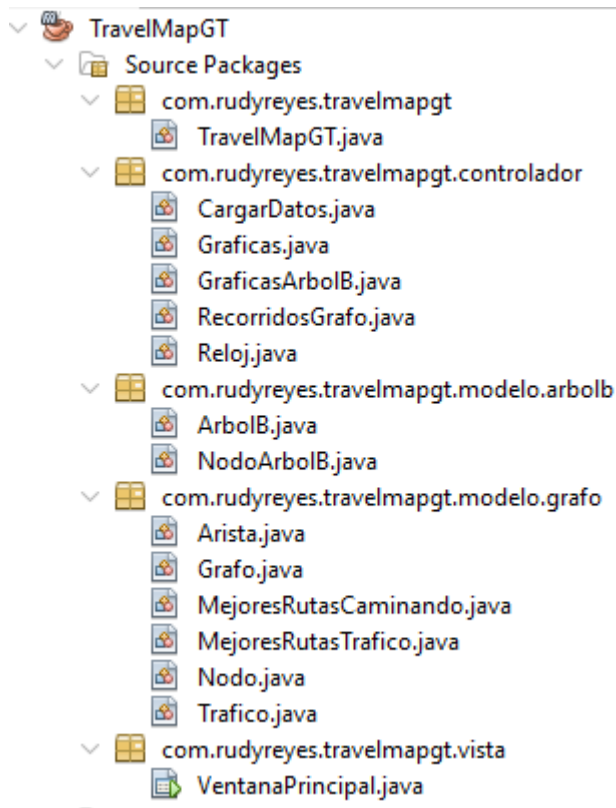 TravelMapGT
Source Packages
com.rudyreyes.travelmapgt
TravelMapGT.java
com.rudyreyes.travelmapgt.controlador
CargarDatos.java
Graficas.java
GraficasArbolB.java
RecorridosGrafo.java
Reloj.java
com.rudyreyes.travelmapgt.modelo.arbolb
ArbolB.java
NodoArbolB.java
com.rudyreyes.travelmapgt.modelo.grafo
Arista.java
Grafo.java
MejoresRutasCaminando.java
MejoresRutasTrafico.java
Nodo.java
Trafico.java
com.rudyreyes.travelmapgt.vista
VentanaPrincipal.java